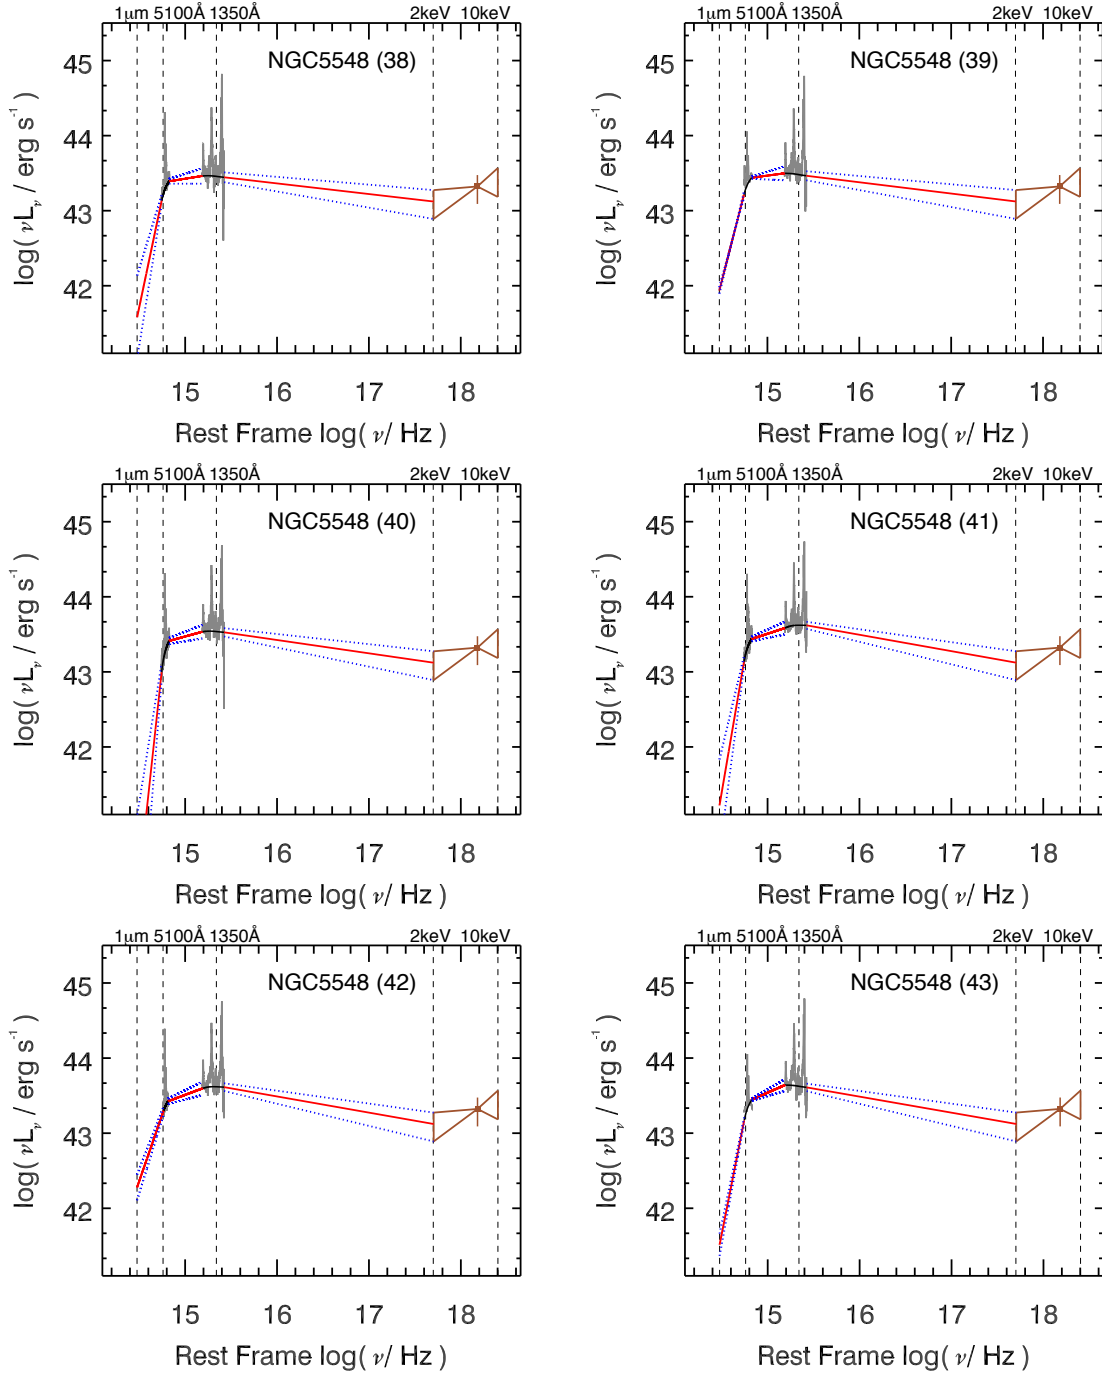 1μm 5100Å 1350Å 2keV 10keV
NGC5548 (38)
45
44
43
42
log( νLν / erg s⁻¹ )
15 16 17 18
Rest Frame log( ν/ Hz )
1μm 5100Å 1350Å 2keV 10keV
NGC5548 (39)
45
44
43
42
log( νLν / erg s⁻¹ )
15 16 17 18
Rest Frame log( ν/ Hz )
1μm 5100Å 1350Å 2keV 10keV
NGC5548 (40)
45
44
43
42
log( νLν / erg s⁻¹ )
15 16 17 18
Rest Frame log( ν/ Hz )
1μm 5100Å 1350Å 2keV 10keV
NGC5548 (41)
45
44
43
42
log( νLν / erg s⁻¹ )
15 16 17 18
Rest Frame log( ν/ Hz )
1μm 5100Å 1350Å 2keV 10keV
NGC5548 (42)
45
44
43
42
log( νLν / erg s⁻¹ )
15 16 17 18
Rest Frame log( ν/ Hz )
1μm 5100Å 1350Å 2keV 10keV
NGC5548 (43)
45
44
43
42
log( νLν / erg s⁻¹ )
15 16 17 18
Rest Frame log( ν/ Hz )